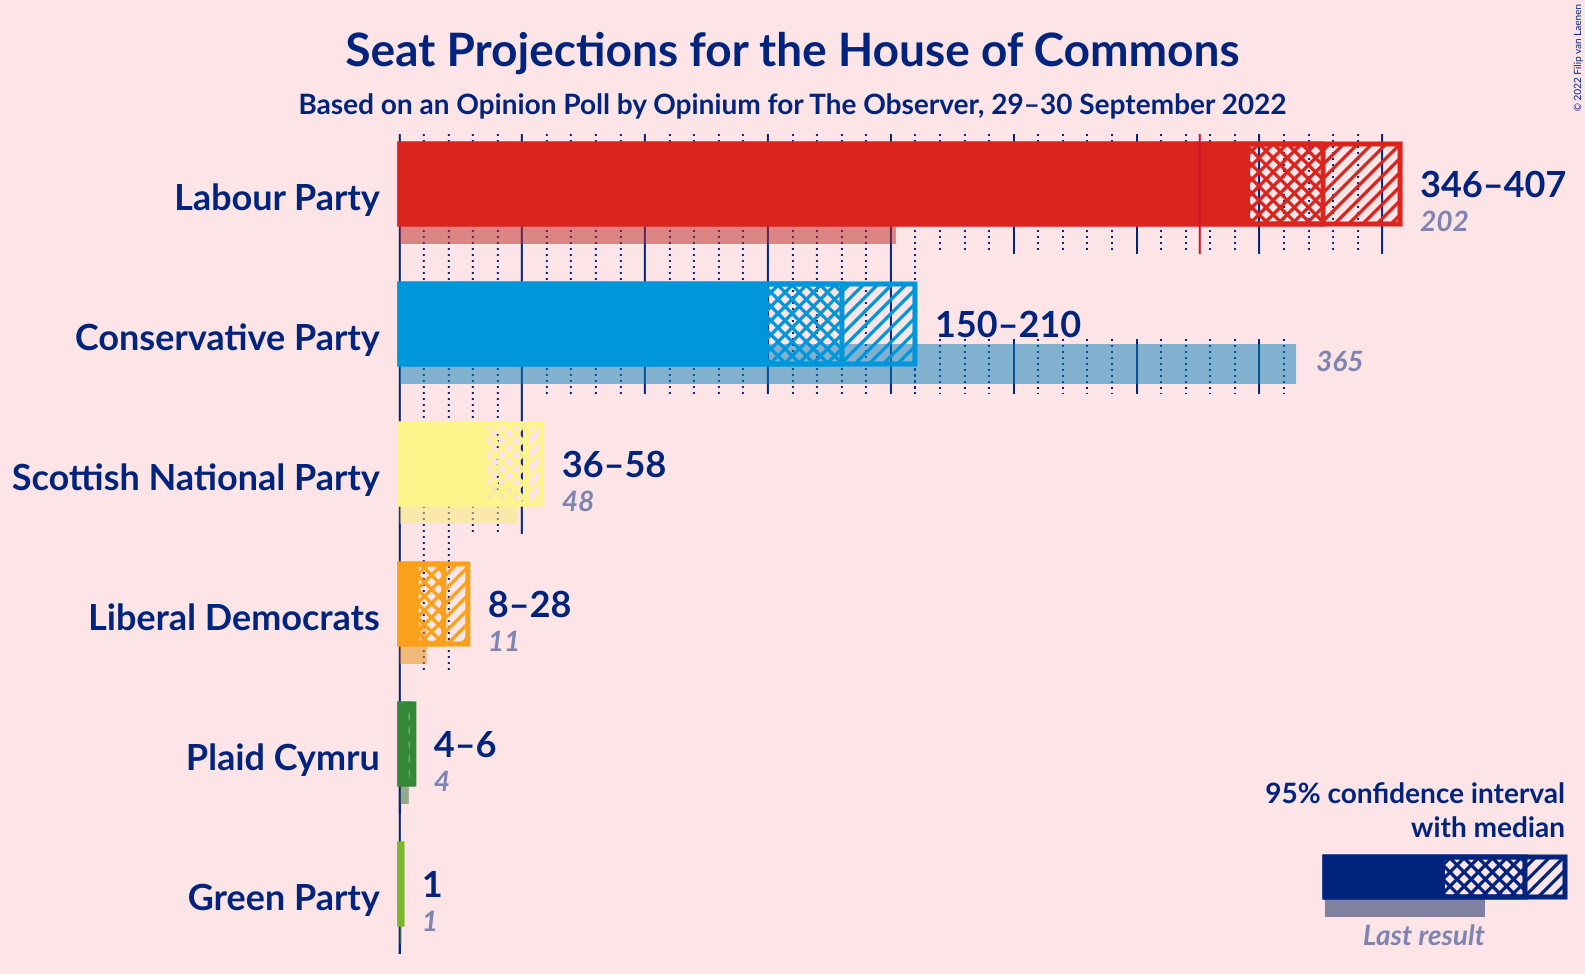 Seat Projections for the House of Commons
Based on an Opinion Poll by Opinium for The Observer, 29–30 September 2022
© 2022 Filip van Laenen
Labour Party
346–407
202
Conservative Party
150–210
365
Scottish National Party
36–58
48
Liberal Democrats
8–28
11
Plaid Cymru
4–6
4
Green Party
1
1
95% confidence interval
with median
Last result